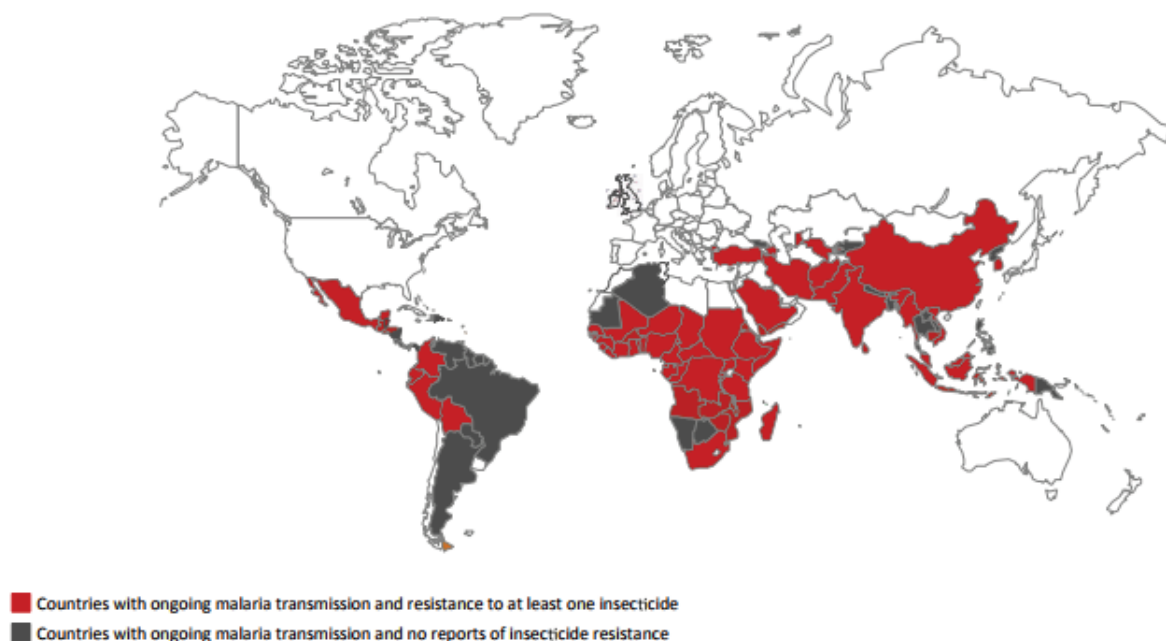 Countries with ongoing malaria transmission and resistance to at least one insecticide
Countries with ongoing malaria transmission and no reports of insecticide resistance